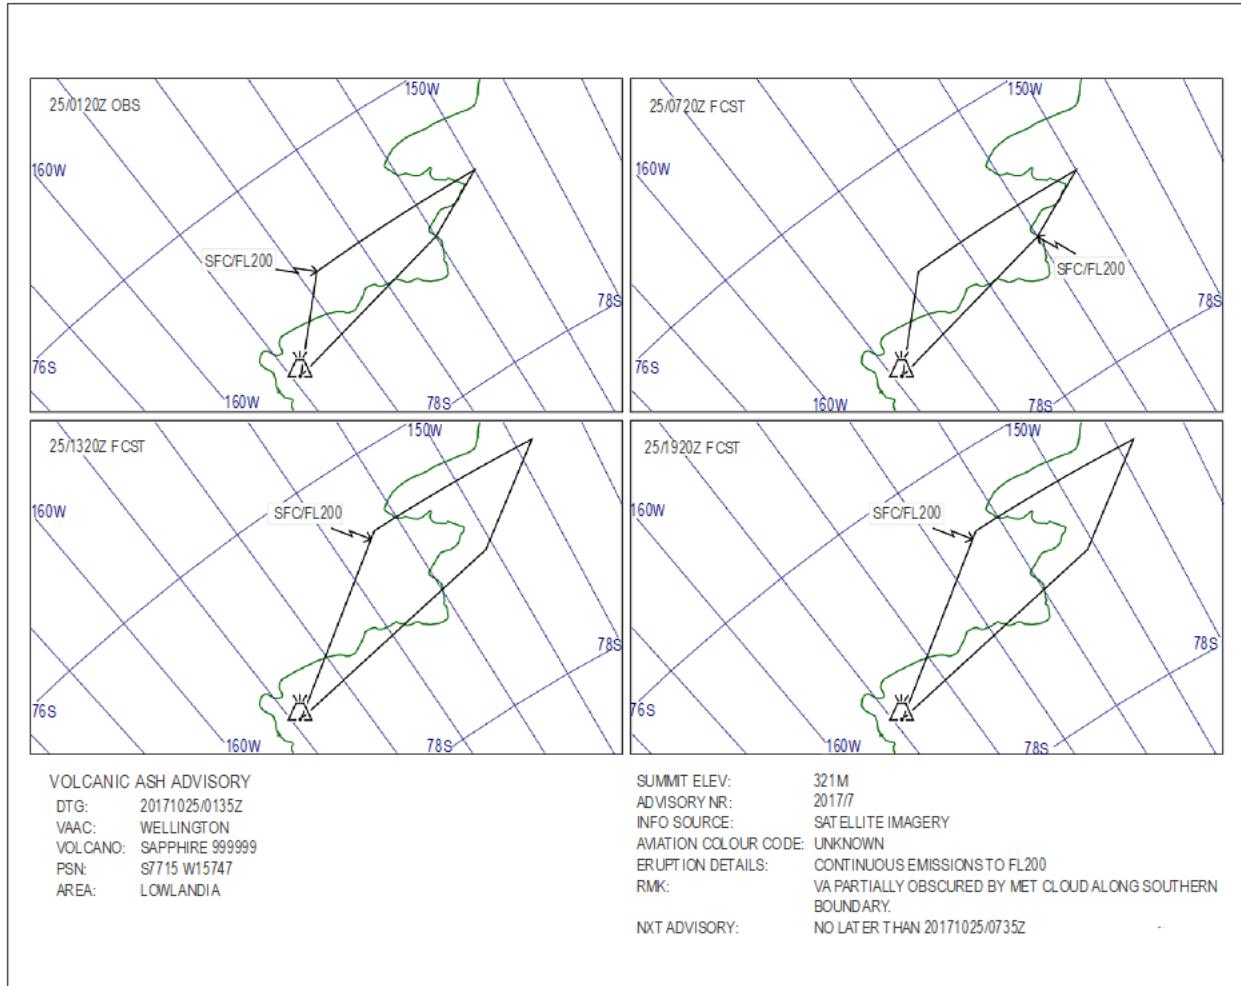 25/0120Z OBS
150W
160W
SFC/FL200
78S
76S
160W
78S
25/0720Z FCST
150W
160W
SFC/FL200
78S
76S
160W
78S
25/1320Z FCST
150W
160W
SFC/FL200
78S
76S
160W
78S
25/1920Z FCST
150W
160W
SFC/FL200
78S
76S
160W
78S
VOLCANIC ASH ADVISORY
DTG: 20171025/0135Z
VAAC: WELLINGTON
VOLCANO: SAPPHIRE 999999
PSN: S7715 W15747
AREA: LOWLANDIA
SUMMIT ELEV: 321M
ADVISORY NR: 2017/7
INFO SOURCE: SATELLITE IMAGERY
AVIATION COLOUR CODE: UNKNOWN
ERUPTION DETAILS: CONTINUOUS EMISSIONS TO FL200
RMK: VA PARTIALLY OBSCURED BY MET CLOUD ALONG SOUTHERN
BOUNDARY.
NXT ADVISORY: NO LATER THAN 20171025/0735Z